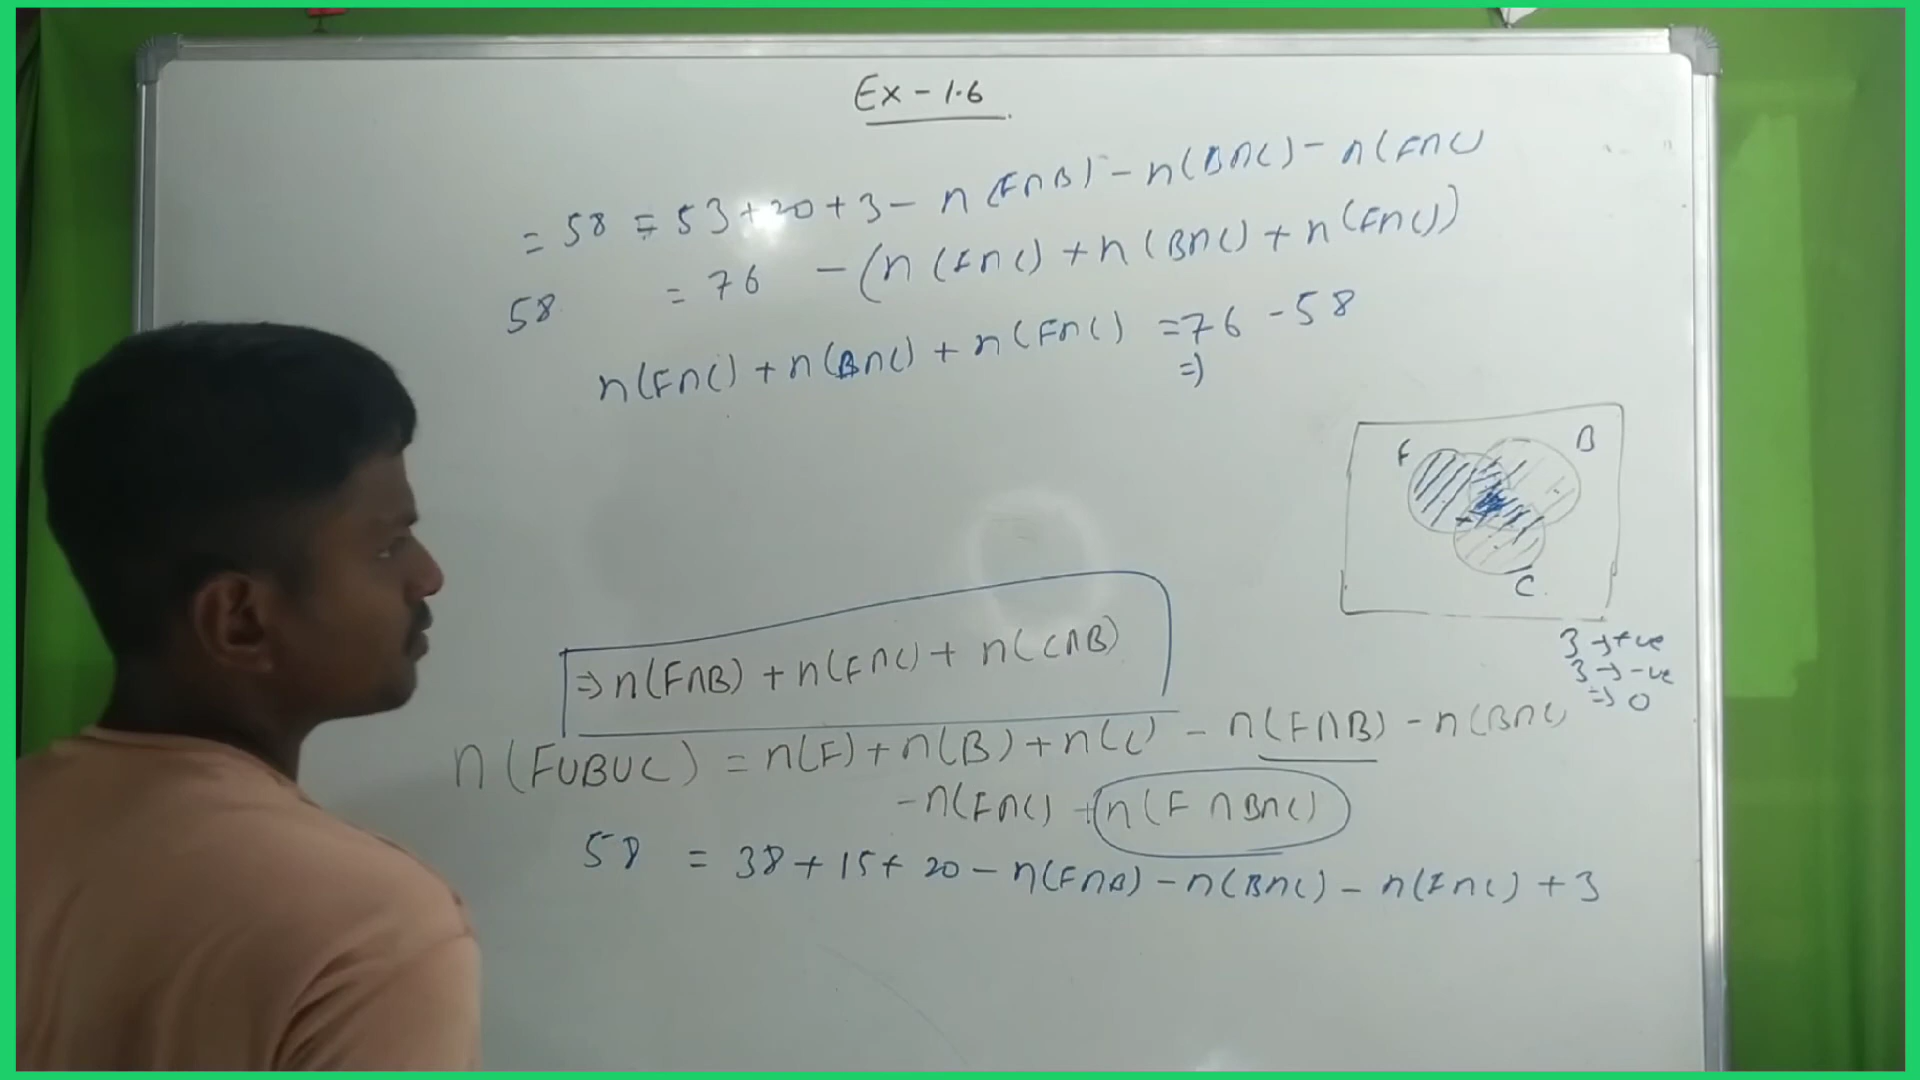 Ex - 1.6
= 58 = 53 + 20 + 3 - n(F∩B) - n(B∩C) - n(F∩C
58 = 76 - (n(F∩C) + n(B∩C) + n(F∩C))
n(F∩C) + n(B∩C) + n(F∩C) = 76 - 58
⇒
F
B
C
3 → +ve
3 → -ve
⇒ 0
⇒ n(F∩B) + n(F∩C) + n(C∩B)
n(F∪B∪C) = n(F) + n(B) + n(C) - n(F∩B) - n(B∩C)
- n(F∩C) + n(F∩B∩C)
58 = 38 + 15 + 20 - n(F∩B) - n(B∩C) - n(F∩C) + 3